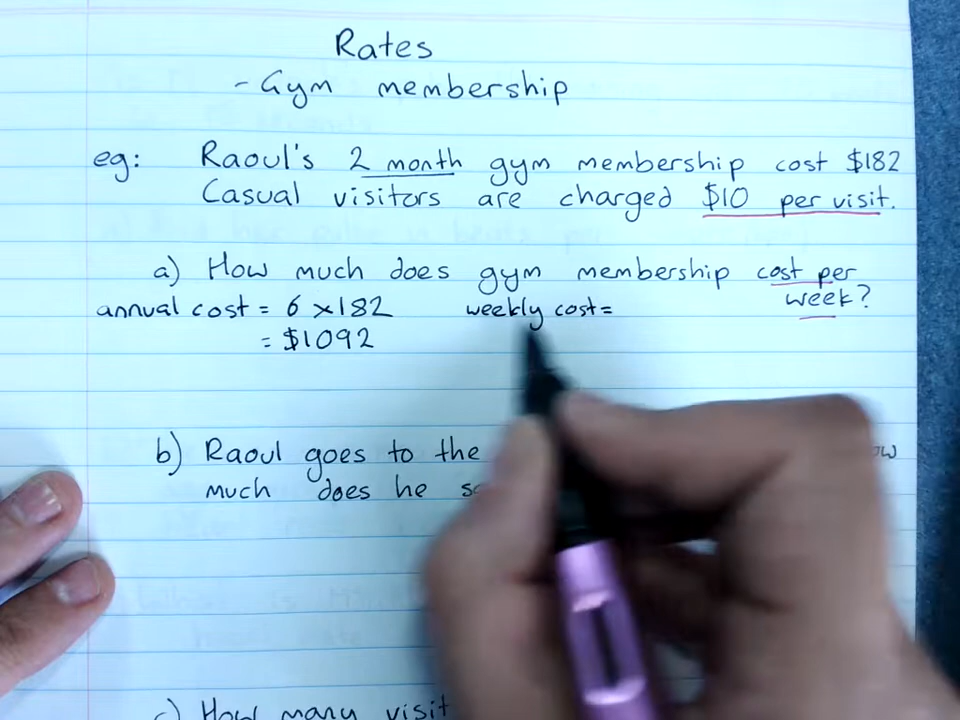 Rates
- Gym membership
eg: Raoul's 2 month gym membership cost $182
Casual visitors are charged $10 per visit.
a) How much does gym membership cost per
week?
annual cost = 6 × 182
= $1092
weekly cost =
b) Raoul goes to the
much does he
c) How many visit